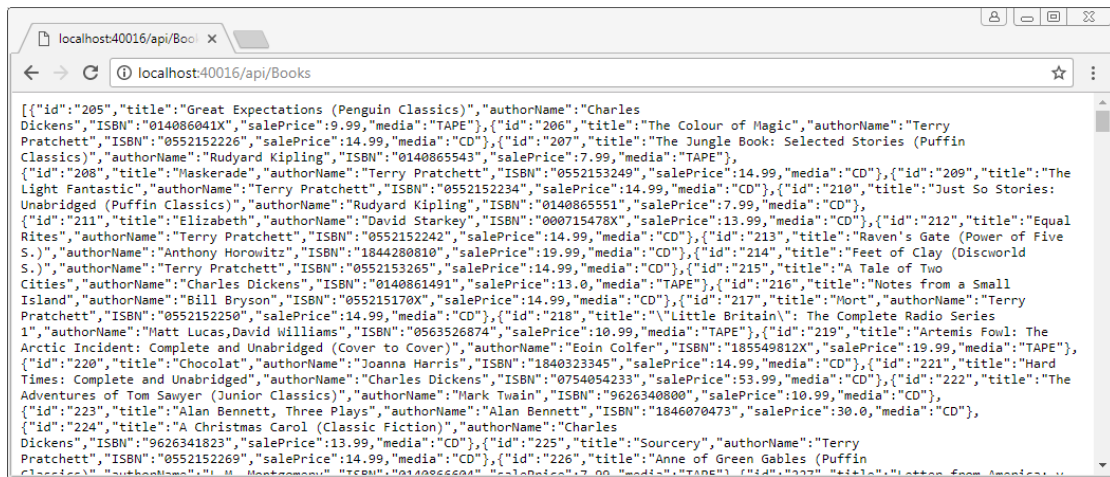 localhost:40016/api/Boo
localhost:40016/api/Books
[{"id":"205","title":"Great Expectations (Penguin Classics)","authorName":"Charles
Dickens","ISBN":"014086041X","salePrice":9.99,"media":"TAPE"},{"id":"206","title":"The Colour of Magic","authorName":"Terry
Pratchett","ISBN":"0552152226","salePrice":14.99,"media":"CD"},{"id":"207","title":"The Jungle Book: Selected Stories (Puffin
Classics)","authorName":"Rudyard Kipling","ISBN":"0140865543","salePrice":7.99,"media":"TAPE"},
{"id":"208","title":"Maskerade","authorName":"Terry Pratchett","ISBN":"0552153249","salePrice":14.99,"media":"CD"},{"id":"209","title":"The
Light Fantastic","authorName":"Terry Pratchett","ISBN":"0552152234","salePrice":14.99,"media":"CD"},{"id":"210","title":"Just So Stories:
Unabridged (Puffin Classics)","authorName":"Rudyard Kipling","ISBN":"0140865551","salePrice":7.99,"media":"CD"},
{"id":"211","title":"Elizabeth","authorName":"David Starkey","ISBN":"000715478X","salePrice":13.99,"media":"CD"},{"id":"212","title":"Equal
Rites","authorName":"Terry Pratchett","ISBN":"0552152242","salePrice":14.99,"media":"CD"},{"id":"213","title":"Raven's Gate (Power of Five
S.)","authorName":"Anthony Horowitz","ISBN":"1844280810","salePrice":19.99,"media":"CD"},{"id":"214","title":"Feet of Clay (Discworld
S.)","authorName":"Terry Pratchett","ISBN":"0552153265","salePrice":14.99,"media":"CD"},{"id":"215","title":"A Tale of Two
Cities","authorName":"Charles Dickens","ISBN":"0140861491","salePrice":13.0,"media":"TAPE"},{"id":"216","title":"Notes from a Small
Island","authorName":"Bill Bryson","ISBN":"055215170X","salePrice":14.99,"media":"CD"},{"id":"217","title":"Mort","authorName":"Terry
Pratchett","ISBN":"0552152250","salePrice":14.99,"media":"CD"},{"id":"218","title":"\"Little Britain\": The Complete Radio Series
1","authorName":"Matt Lucas,David Williams","ISBN":"0563526874","salePrice":10.99,"media":"TAPE"},{"id":"219","title":"Artemis Fowl: The
Arctic Incident: Complete and Unabridged (Cover to Cover)","authorName":"Eoin Colfer","ISBN":"185549812X","salePrice":19.99,"media":"TAPE"},
{"id":"220","title":"Chocolat","authorName":"Joanna Harris","ISBN":"1840323345","salePrice":14.99,"media":"CD"},{"id":"221","title":"Hard
Times: Complete and Unabridged","authorName":"Charles Dickens","ISBN":"0754054233","salePrice":53.99,"media":"CD"},{"id":"222","title":"The
Adventures of Tom Sawyer (Junior Classics)","authorName":"Mark Twain","ISBN":"9626340800","salePrice":10.99,"media":"CD"},
{"id":"223","title":"Alan Bennett, Three Plays","authorName":"Alan Bennett","ISBN":"1846070473","salePrice":30.0,"media":"CD"},
{"id":"224","title":"A Christmas Carol (Classic Fiction)","authorName":"Charles
Dickens","ISBN":"9626341823","salePrice":13.99,"media":"CD"},{"id":"225","title":"Sourcery","authorName":"Terry
Pratchett","ISBN":"0552152269","salePrice":14.99,"media":"CD"},{"id":"226","title":"Anne of Green Gables (Puffin
Classics)","authorName":"L.M. Montgomery","ISBN":"0140866604","salePrice":7.99,"media":"TAPE"},{"id":"227","title":"Letter from America: